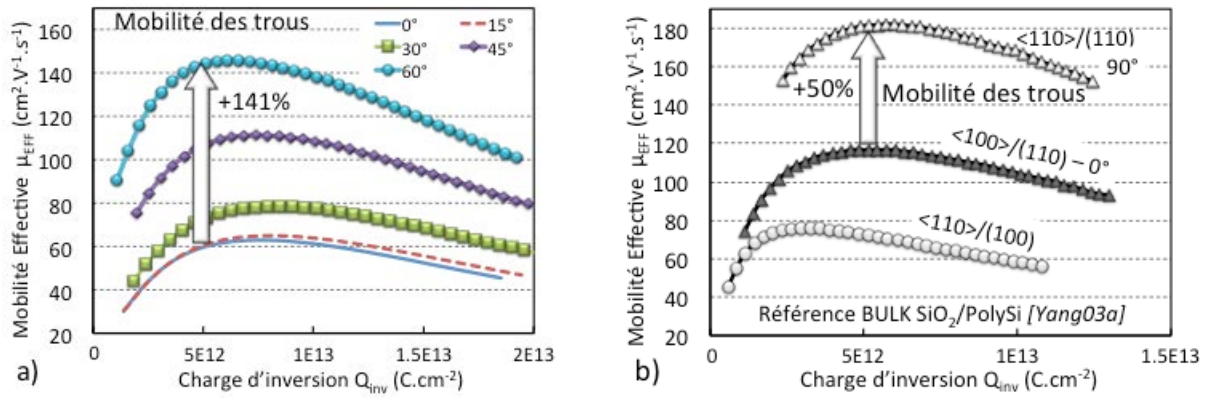 Mobilité des trous
0°
15°
30°
45°
60°
+141%
Mobilité Effective µEFF (cm².V⁻¹.s⁻¹)
160
140
120
100
80
60
40
20
0
5E12
1E13
1.5E13
2E13
Charge d'inversion Qinv (C.cm⁻²)
a)
<110>/(110)
90°
+50%
Mobilité des trous
<100>/(110) – 0°
<110>/(100)
Référence BULK SiO₂/PolySi [Yang03a]
Mobilité Effective µEFF (cm².V⁻¹.s⁻¹)
180
160
140
120
100
80
60
40
20
0
5E12
1E13
1.5E13
Charge d'inversion Qinv (C.cm⁻²)
b)